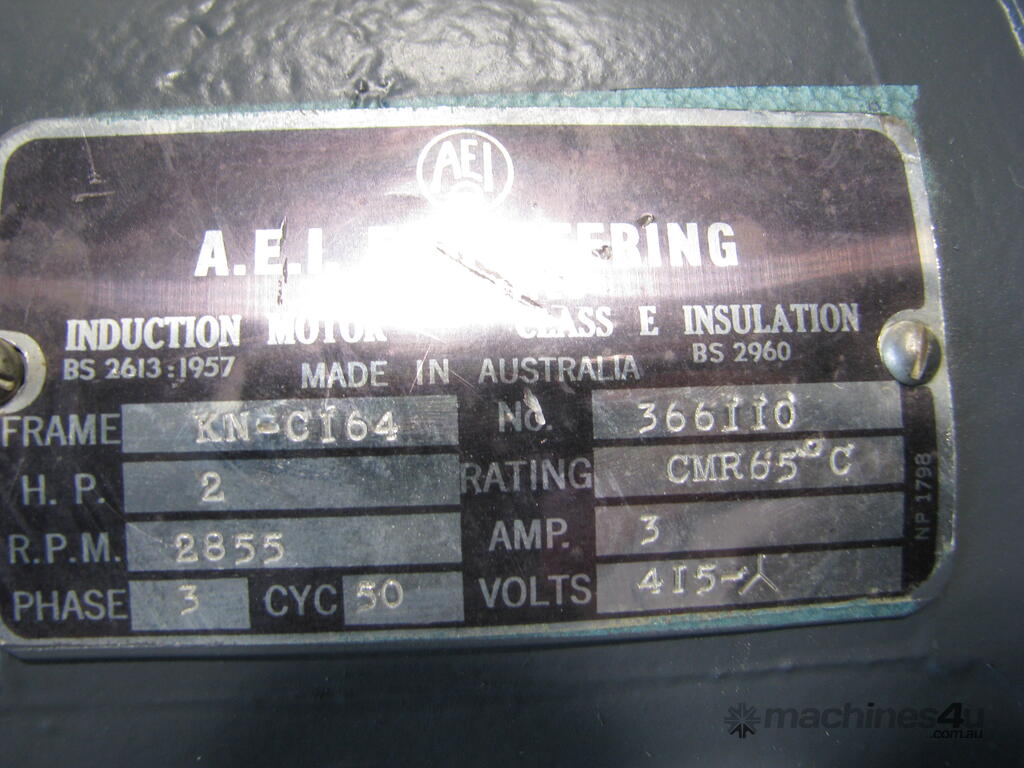 AEI
A.E.I. ENGINEERING
INDUCTION MOTOR CLASS E INSULATION
BS 2613:1957 MADE IN AUSTRALIA BS 2960
FRAME KN-C164 No. 366110
H. P. 2 RATING CMR65°C
R.P.M. 2855 AMP. 3
PHASE 3 CYC 50 VOLTS 415-⅄
NP 1798
machines4u
.com.au